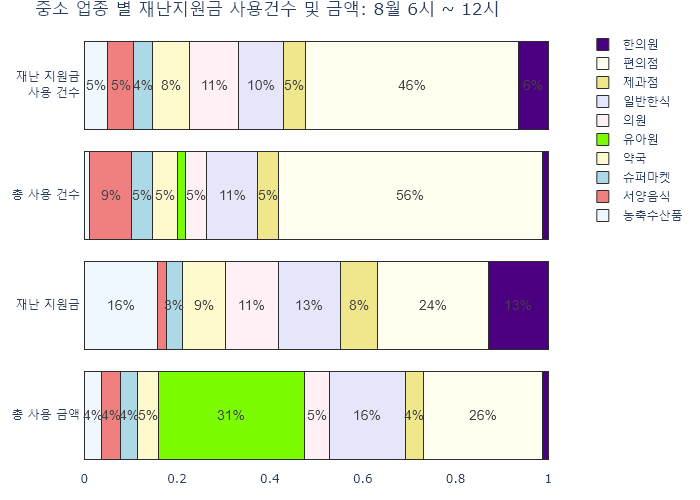 중소 업종 별 재난지원금 사용건수 및 금액: 8월 6시 ~ 12시
재난 지원금
사용 건수
5% 5% 4% 8% 11% 10% 5% 46% 6%
총 사용 건수
9% 5% 5% 5% 11% 5% 56%
재난 지원금
16% 3% 9% 11% 13% 8% 24% 13%
총 사용 금액
4% 4% 4% 5% 31% 5% 16% 4% 26%
0 0.2 0.4 0.6 0.8 1
한의원
편의점
제과점
일반한식
의원
유아원
약국
슈퍼마켓
서양음식
농축수산품